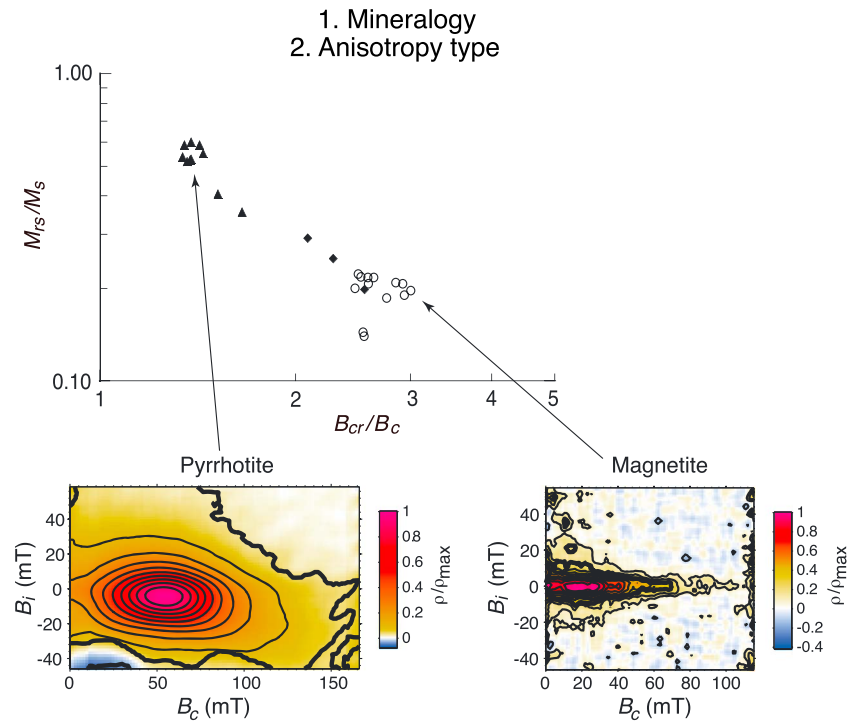 1. Mineralogy
2. Anisotropy type
1.00
Mrs/Ms
0.10
1 2 3 4 5
Bcr/Bc
Pyrrhotite
Magnetite
40
20
0
-20
-40
Bi (mT)
0 50 100 150
Bc (mT)
1
0.8
0.6
0.4
0.2
0
ρ/ρmax
40
20
0
-20
-40
Bi (mT)
0 20 40 60 80 100
Bc (mT)
1
0.8
0.6
0.4
0.2
0
-0.2
-0.4
ρ/ρmax